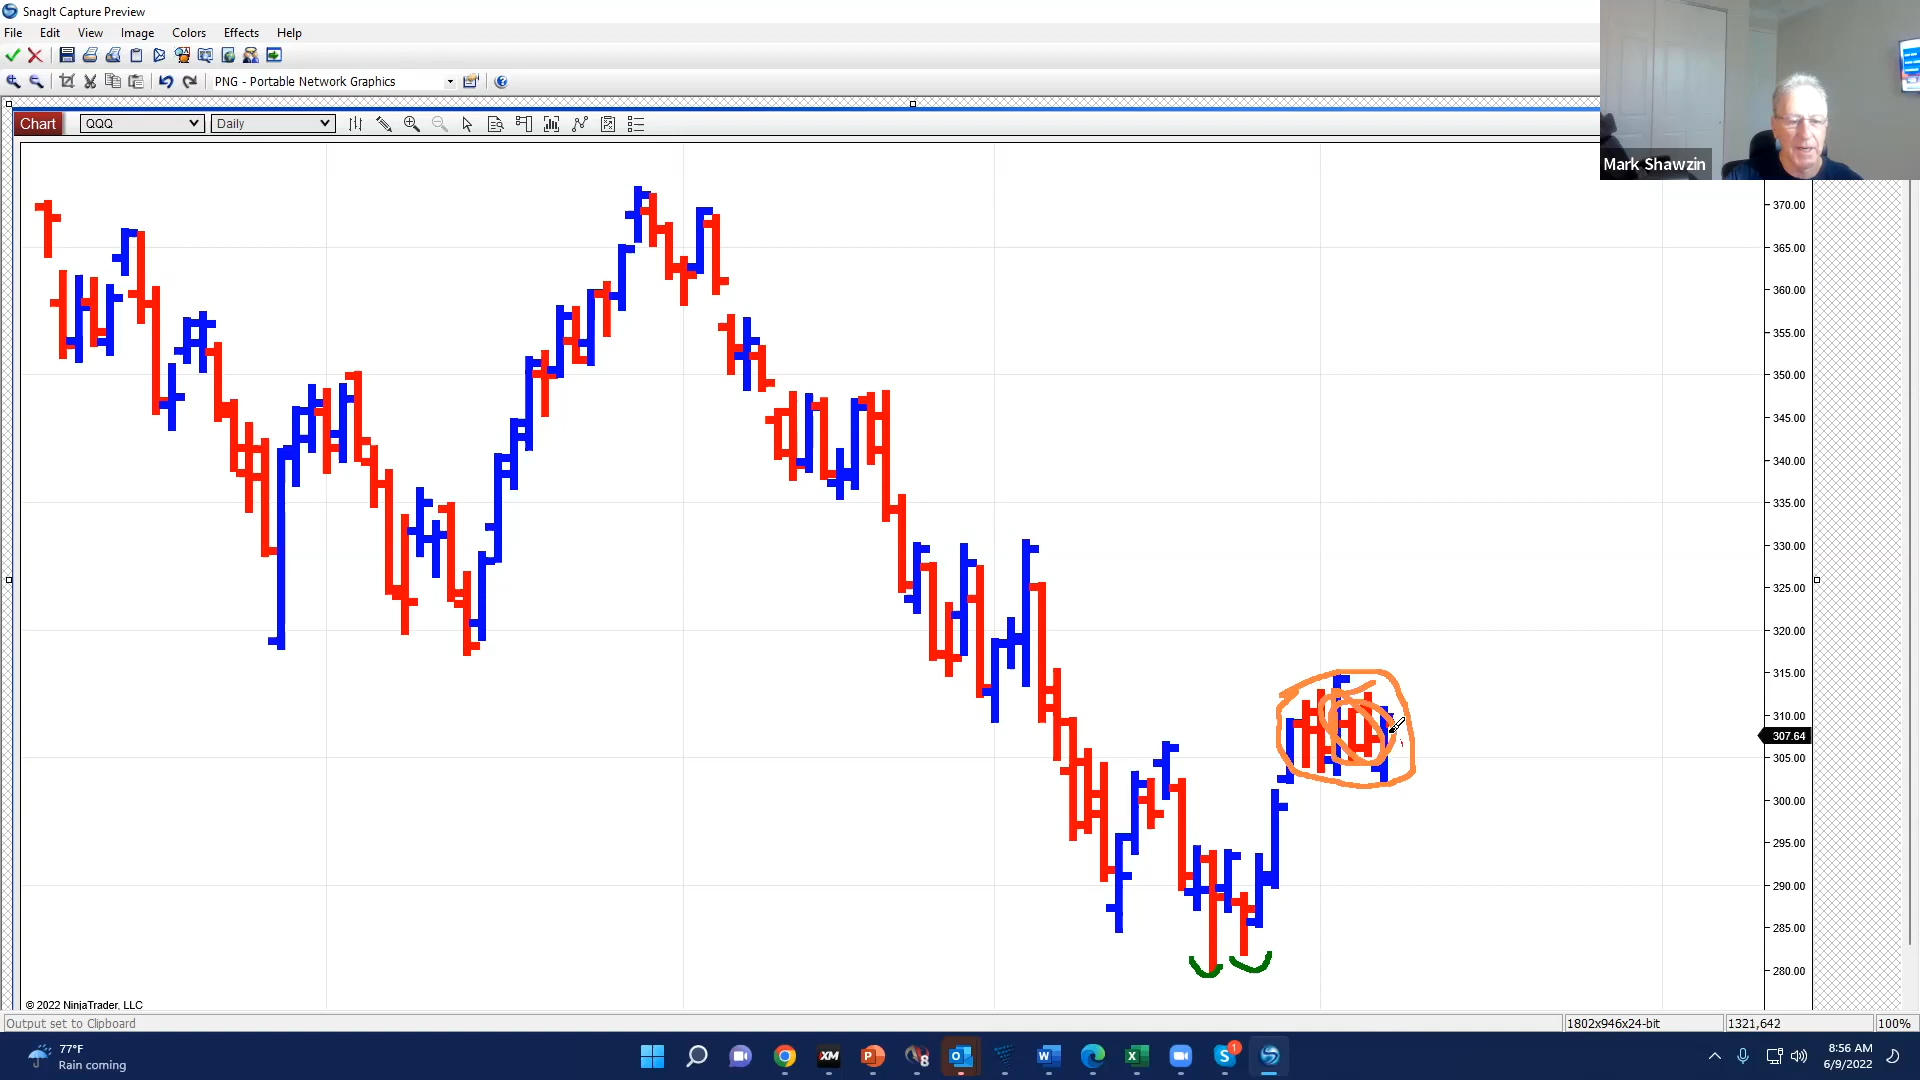 SnagIt Capture Preview
File Edit View Image Colors Effects Help
PNG - Portable Network Graphics
Chart QQQ Daily
Mark Shawzin
370.00
365.00
360.00
355.00
350.00
345.00
340.00
335.00
330.00
325.00
320.00
315.00
310.00
307.64
305.00
300.00
295.00
290.00
285.00
280.00
© 2022 NinjaTrader, LLC
Output set to Clipboard 1802x946x24-bit 1321,642 100%
77°F
Rain coming
XM
P
8
W
X
S
1
8:56 AM
6/9/2022